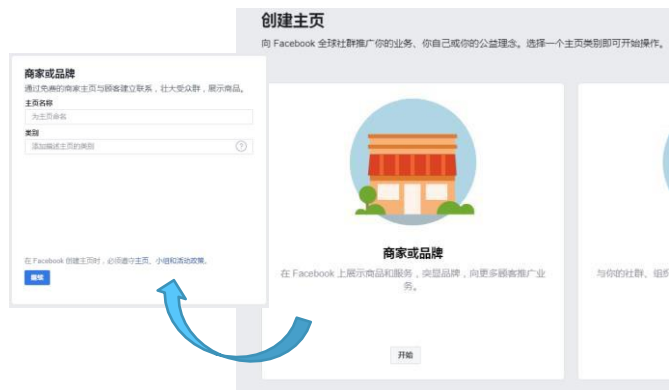 创建主页
向 Facebook 全球社群推广你的业务、你自己或你的公益理念。选择一个主页类别即可开始操作。
商家或品牌
通过免费的商家主页与顾客建立联系，壮大受众群，展示商品。
主页名称
为主页命名
类别
添加描述主页的类别
?
在 Facebook 创建主页时，必须遵守主页、小组和活动政策。
继续
商家或品牌
在 Facebook 上展示商品和服务，突显品牌，向更多顾客推广业
务。
开始
与你的社群、组织